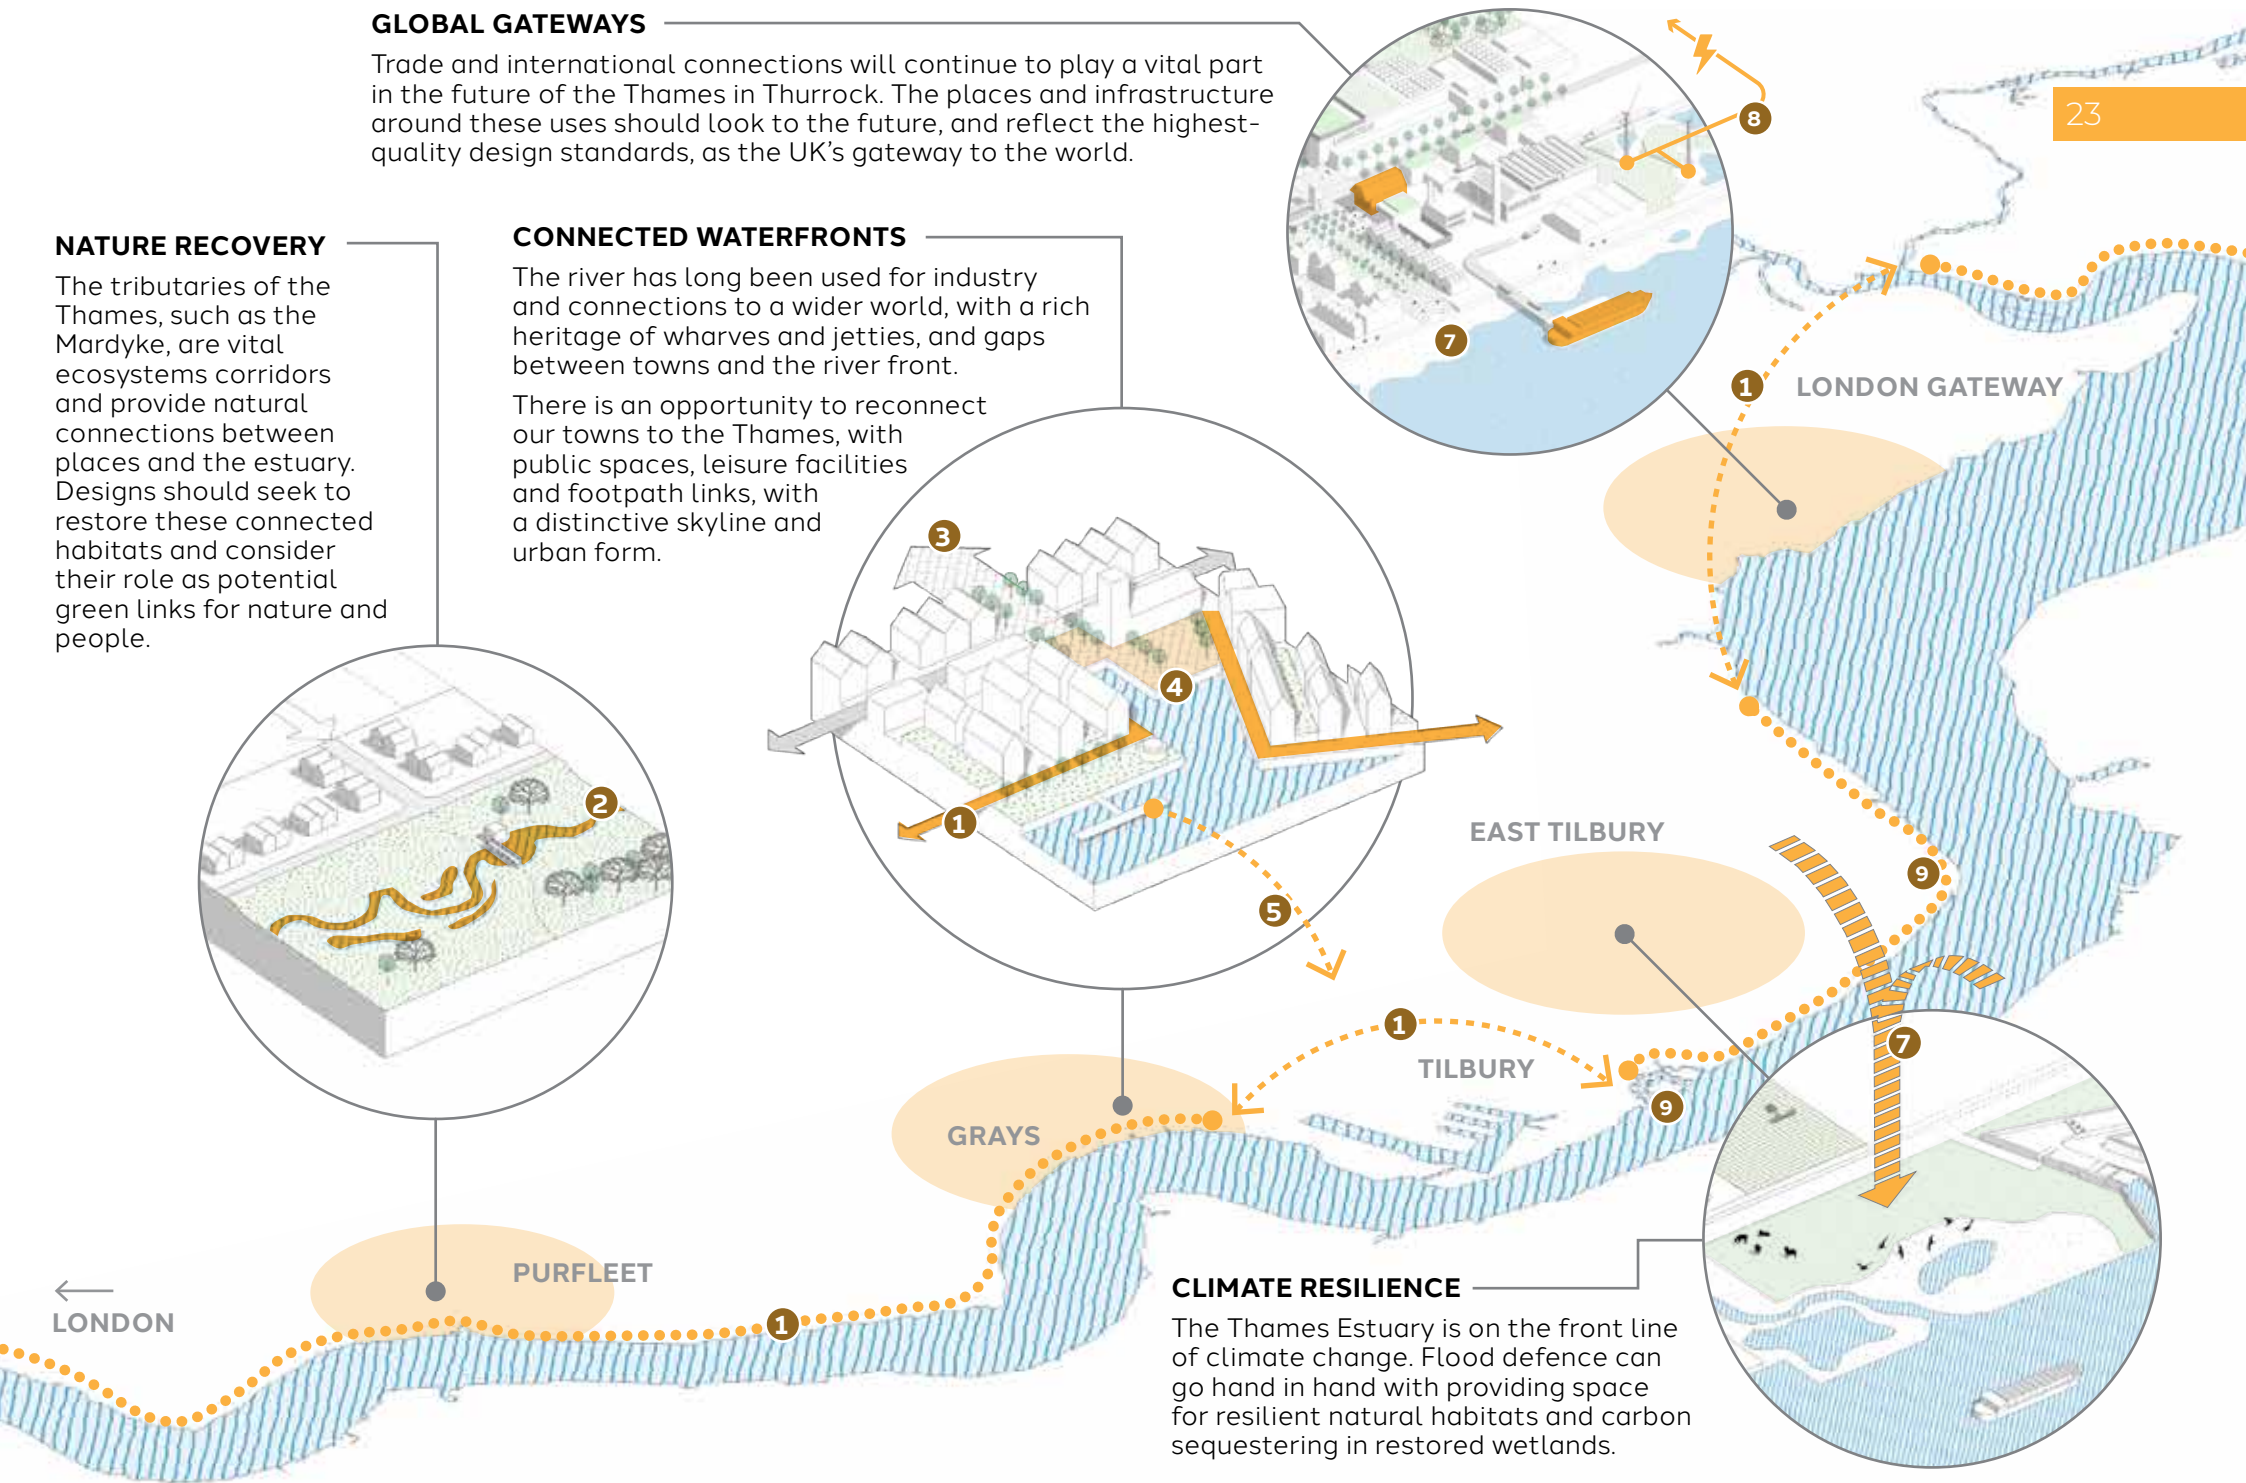 GLOBAL GATEWAYS
Trade and international connections will continue to play a vital part
in the future of the Thames in Thurrock. The places and infrastructure
around these uses should look to the future, and reflect the highest-
quality design standards, as the UK's gateway to the world.
8
23
NATURE RECOVERY
The tributaries of the
Thames, such as the
Mardyke, are vital
ecosystems corridors
and provide natural
connections between
places and the estuary.
Designs should seek to
restore these connected
habitats and consider
their role as potential
green links for nature and
people.
CONNECTED WATERFRONTS
The river has long been used for industry
and connections to a wider world, with a rich
heritage of wharves and jetties, and gaps
between towns and the river front.
There is an opportunity to reconnect
our towns to the Thames, with
public spaces, leisure facilities
and footpath links, with
a distinctive skyline and
urban form.
7
1
LONDON GATEWAY
3
4
2
1
5
EAST TILBURY
9
1
TILBURY
7
9
GRAYS
PURFLEET
LONDON
1
CLIMATE RESILIENCE
The Thames Estuary is on the front line
of climate change. Flood defence can
go hand in hand with providing space
for resilient natural habitats and carbon
sequestering in restored wetlands.